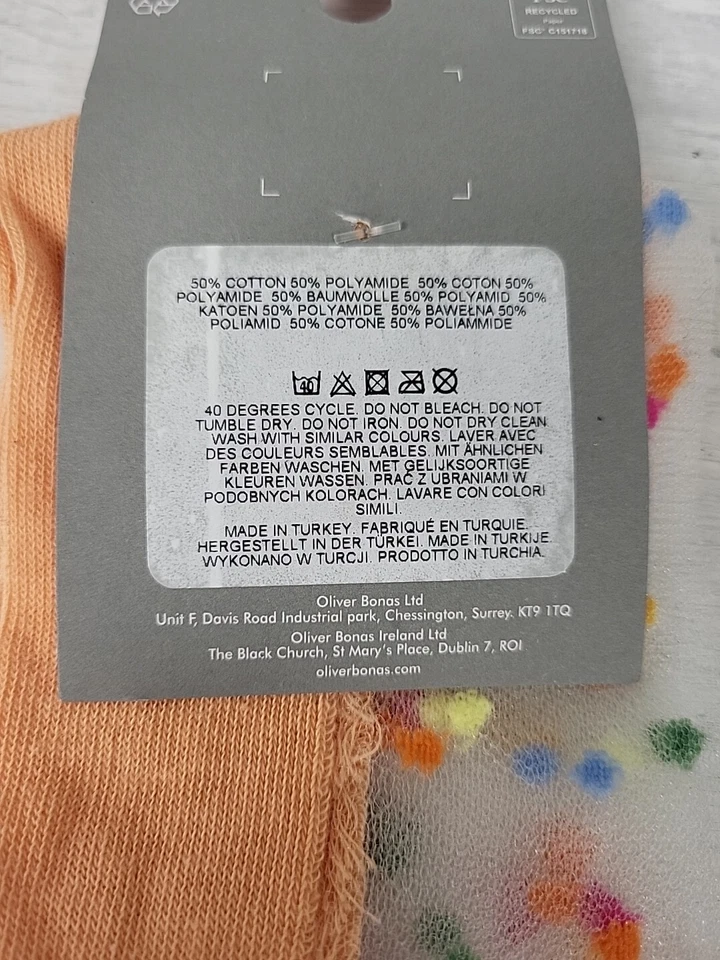 RECYCLED
Paper
FSC® C151718
50% COTTON 50% POLYAMIDE 50% COTON 50%
POLYAMIDE 50% BAUMWOLLE 50% POLYAMID 50%
KATOEN 50% POLYAMIDE 50% BAWEŁNA 50%
POLIAMID 50% COTONE 50% POLIAMMIDE
40
40 DEGREES CYCLE. DO NOT BLEACH. DO NOT
TUMBLE DRY. DO NOT IRON. DO NOT DRY CLEAN
WASH WITH SIMILAR COLOURS. LAVER AVEC
DES COULEURS SEMBLABLES. MIT ÄHNLICHEN
FARBEN WASCHEN. MET GELIJKSOORTIGE
KLEUREN WASSEN. PRAĆ Z UBRANIAMI W
PODOBNYCH KOLORACH. LAVARE CON COLORI
SIMILI.
MADE IN TURKEY. FABRIQUÉ EN TURQUIE.
HERGESTELLT IN DER TÜRKEI. MADE IN TURKIJE.
WYKONANO W TURCJI. PRODOTTO IN TURCHIA.
Oliver Bonas Ltd
Unit F, Davis Road Industrial park, Chessington, Surrey. KT9 1TQ
Oliver Bonas Ireland Ltd
The Black Church, St Mary's Place, Dublin 7, ROI
oliverbonas.com